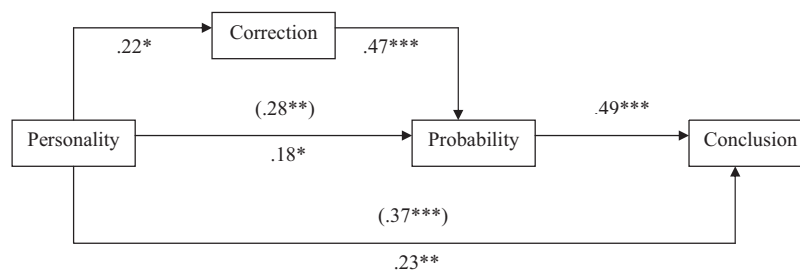 Correction
.22*
.47***
(.28**)
.49***
Personality
Probability
Conclusion
.18*
(.37***)
.23**